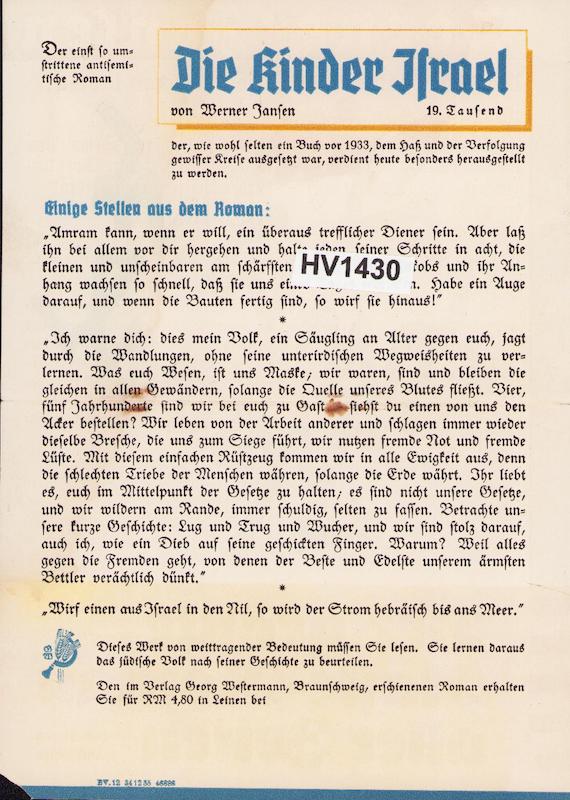 Der einst so um-
strittene antisemi-
tische Roman
Die Kinder Israel
von Werner Jansen 19. Tausend
der, wie wohl selten ein Buch vor 1933, dem Haß und der Verfolgung
gewisser Kreise ausgesetzt war, verdient heute besonders herausgestellt
zu werden.
Einige Stellen aus dem Roman:
„Amram kann, wenn er will, ein überaus trefflicher Diener sein. Aber laß
ihn bei allem vor dir hergehen und halte jeden seiner Schritte in acht, die
kleinen und unscheinbaren am schärfsten
HV1430
und ihr An-
hang wachsen so schnell, daß sie uns Habe ein Auge
darauf, und wenn die Bauten fertig sind, so wirf sie hinaus!“
*
„Ich warne dich: dies mein Volk, ein Säugling an Alter gegen euch, jagt
durch die Wandlungen, ohne seine unterirdischen Wegweisheiten zu ver-
lernen. Was euch Wesen, ist uns Maske; wir waren, sind und bleiben die
gleichen in allen Gewändern, solange die Quelle unseres Blutes fließt. Vier,
fünf Jahrhunderte sind wir bei euch zu Gast siehst du einen von uns den
Acker bestellen? Wir leben von der Arbeit anderer und schlagen immer wieder
dieselbe Bresche, die uns zum Siege führt, wir nutzen fremde Not und fremde
Lüste. Mit diesem einfachen Rüstzeug kommen wir in alle Ewigkeit aus, denn
die schlechten Triebe der Menschen währen, solange die Erde währt. Ihr liebt
es, euch im Mittelpunkt der Gesetze zu halten; es sind nicht unsere Gesetze,
und wir wildern am Rande, immer schuldig, selten zu fassen. Betrachte un-
sere kurze Geschichte: Lug und Trug und Wucher, und wir sind stolz darauf,
auch ich, wie ein Dieb auf seine geschickten Finger. Warum? Weil alles
gegen die Fremden geht, von denen der Beste und Edelste unserem ärmsten
Bettler verächtlich dünkt.“
*
„Wirf einen aus Israel in den Nil, so wird der Strom hebräisch bis ans Meer.“
Dieses Werk von weittragender Bedeutung müssen Sie lesen. Sie lernen daraus
das jüdische Volk nach seiner Geschichte zu beurteilen.
Den im Verlag Georg Westermann, Braunschweig, erschienenen Roman erhalten
Sie für RM 4,80 in Leinen bei